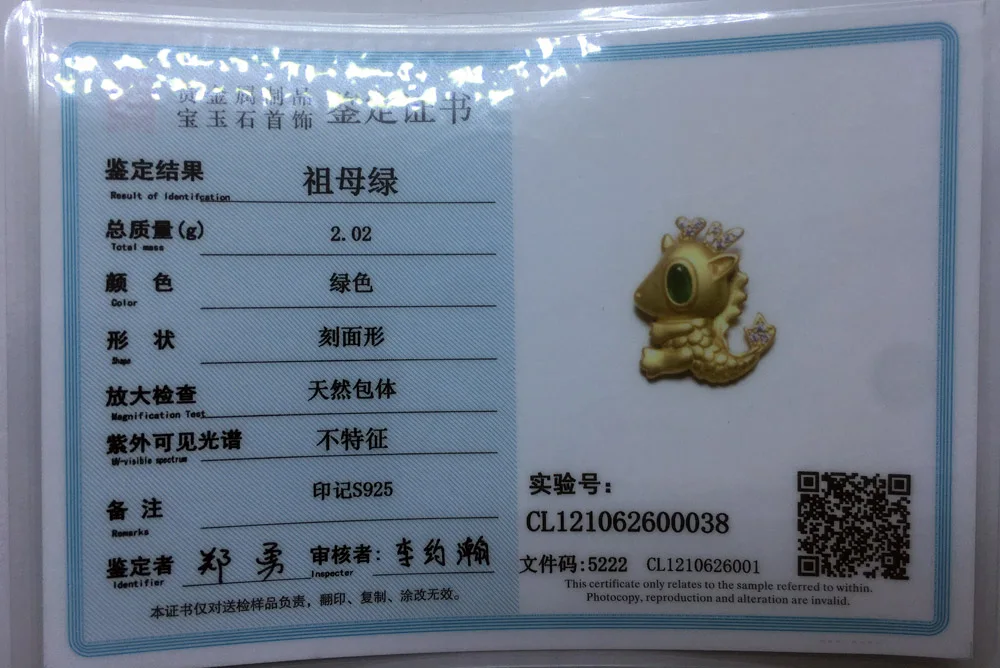 贵金属制品
宝玉石首饰 鉴定证书
鉴定结果 祖母绿
Result of Identifcation
总质量(g) 2.02
Total mass
颜 色 绿色
Color
形 状 刻面形
Shape
放大检查 天然包体
Magnification Test
紫外可见光谱 不特征
UV-visible spectrum
备 注 印记S925
Remarks
鉴定者 郑勇 审核者: 李约瀚
Identifier Inspecter
本证书仅对送检样品负责，翻印、复制、涂改无效。
实验号:
CL121062600038
文件码:5222 CL1210626001
This certificate only relates to the sample referred to within.
Photocopy, reproduction and alteration are invalid.